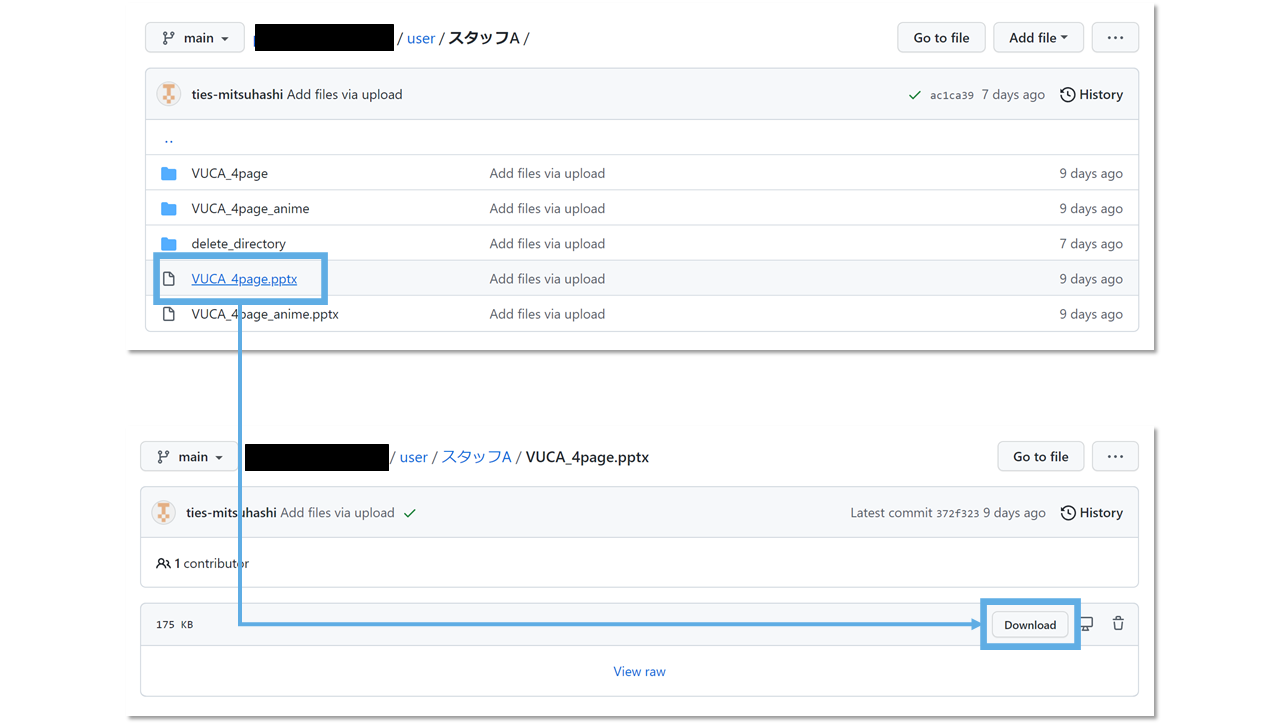 main / user / スタッフA / Go to file Add file ...
ties-mitsuhashi Add files via upload ac1ca39 7 days ago History
..
VUCA_4page Add files via upload 9 days ago
VUCA_4page_anime Add files via upload 9 days ago
delete_directory Add files via upload 7 days ago
VUCA_4page.pptx Add files via upload 9 days ago
VUCA_4page_anime.pptx Add files via upload 9 days ago
main / user / スタッフA / VUCA_4page.pptx Go to file ...
ties-mitsuhashi Add files via upload Latest commit 372f323 9 days ago History
1 contributor
175 KB Download
View raw